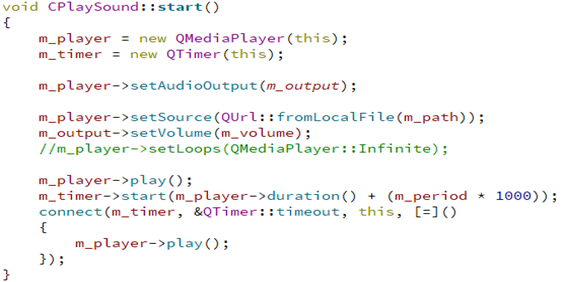 void CPlaySound::start()
{
    m_player = new QMediaPlayer(this);
    m_timer = new QTimer(this);

    m_player->setAudioOutput(m_output);

    m_player->setSource(QUrl::fromLocalFile(m_path));
    m_output->setVolume(m_volume);
    //m_player->setLoops(QMediaPlayer::Infinite);

    m_player->play();
    m_timer->start(m_player->duration() + (m_period * 1000));
    connect(m_timer, &QTimer::timeout, this, [=]()
    {
        m_player->play();
    });
}